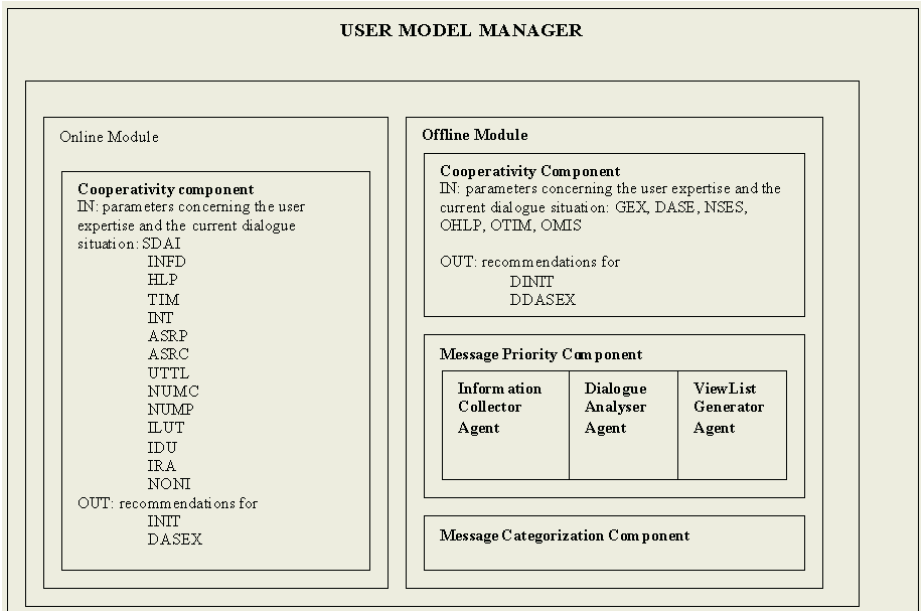 USER MODEL MANAGER
Online Module
Cooperativity component
IN: parameters concerning the user
expertise and the current dialogue
situation: SDAI
INFD
HLP
TIM
INT
ASRP
ASRC
UTTL
NUMC
NUMP
ILUT
IDU
IRA
NONI
OUT: recommendations for
INIT
DASEX
Offline Module
Cooperativity Component
IN: parameters concerning the user expertise and the
current dialogue situation: GEX, DASE, NSES,
OHLP, OTIM, OMIS
OUT: recommendations for
DINIT
DDASEX
Message Priority Component
Information
Collector
Agent
Dialogue
Analyser
Agent
ViewList
Generator
Agent
Message Categorization Component